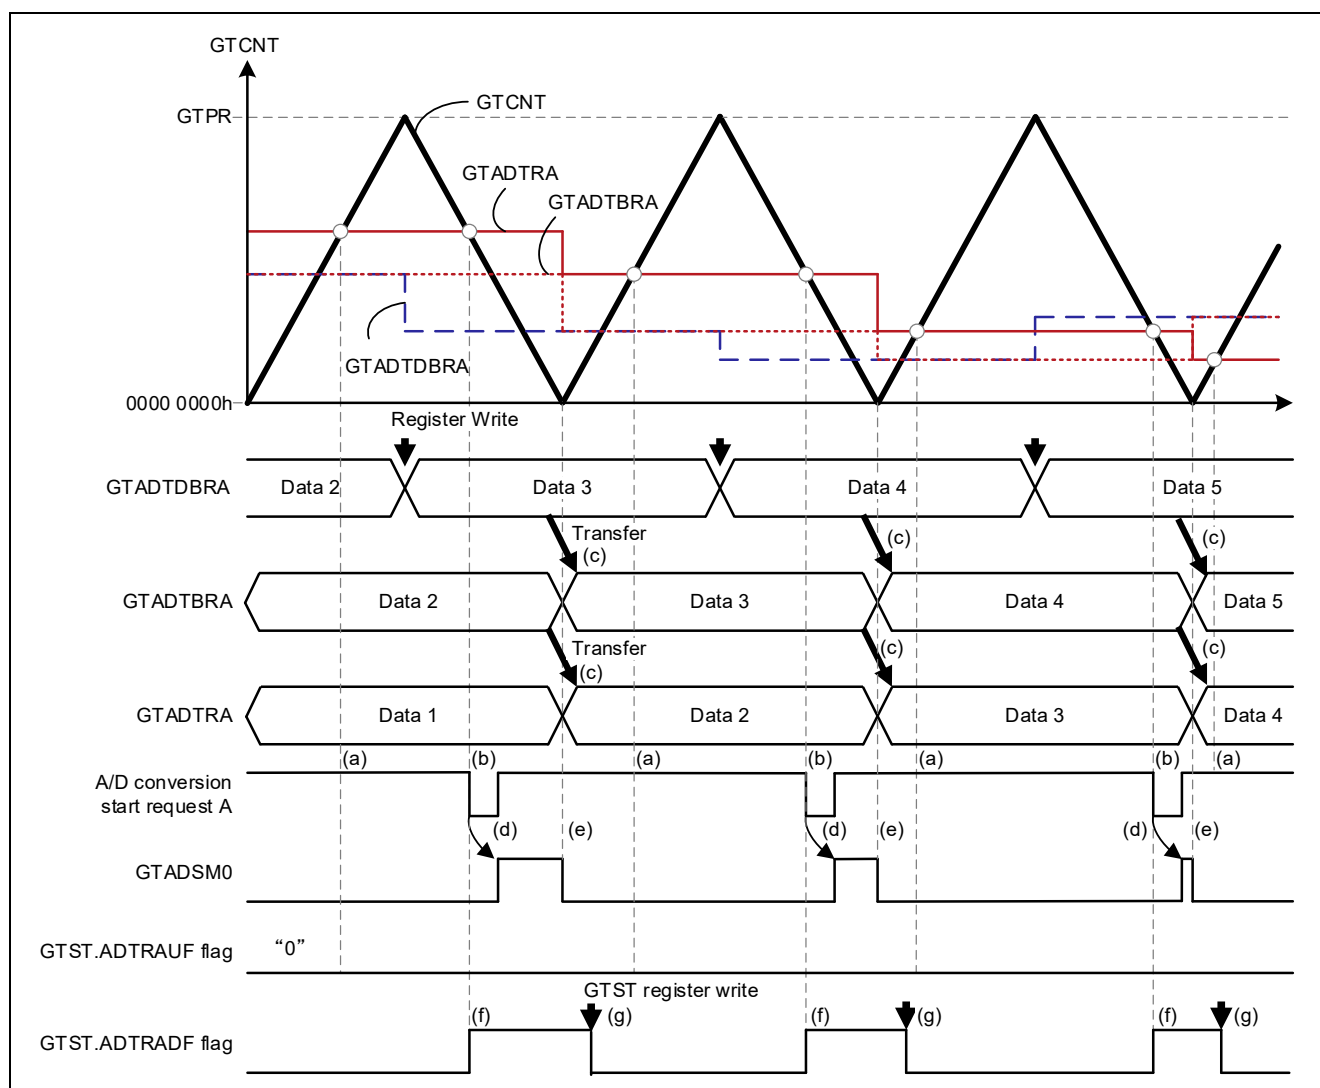 GTCNT
GTPR
GTCNT
GTADTRA
GTADTBRA
GTADTDBRA
0000 0000h
Register Write
GTADTDBRA
Data 2
Data 3
Data 4
Data 5
Transfer
(c)
(c)
(c)
GTADTBRA
Data 2
Data 3
Data 4
Data 5
Transfer
(c)
(c)
(c)
GTADTRA
Data 1
Data 2
Data 3
Data 4
(a)
(b)
(a)
(b)
(a)
(b)
(a)
A/D conversion
start request A
(d)
(e)
(d)
(e)
(d)
(e)
GTADSM0
GTST.ADTRAUF flag
“0”
GTST register write
(f)
(g)
(f)
(g)
(f)
(g)
GTST.ADTRADF flag